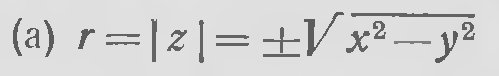 (a) r = | z | = ±√x² — y²